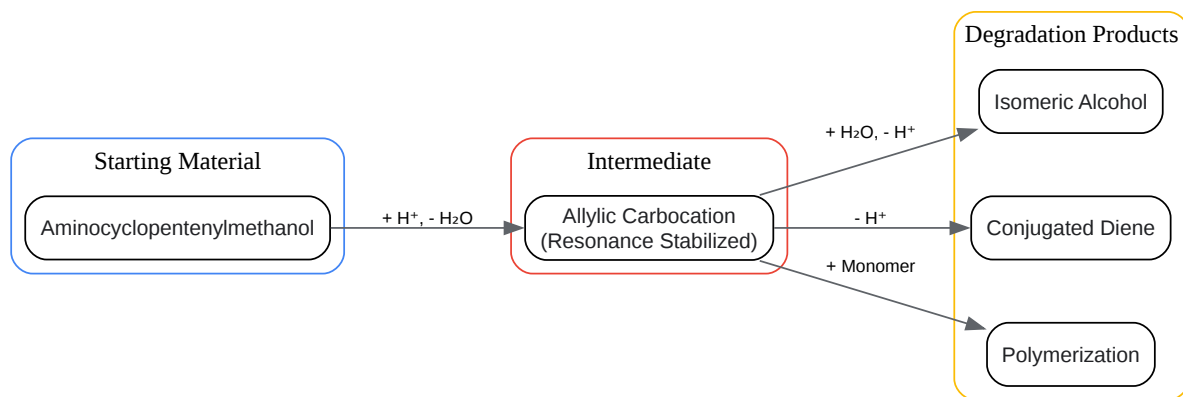 Starting Material
Aminocyclopentenylmethanol
+ H⁺, - H₂O
Intermediate
Allylic Carbocation
(Resonance Stabilized)
+ H₂O, - H⁺
- H⁺
+ Monomer
Degradation Products
Isomeric Alcohol
Conjugated Diene
Polymerization